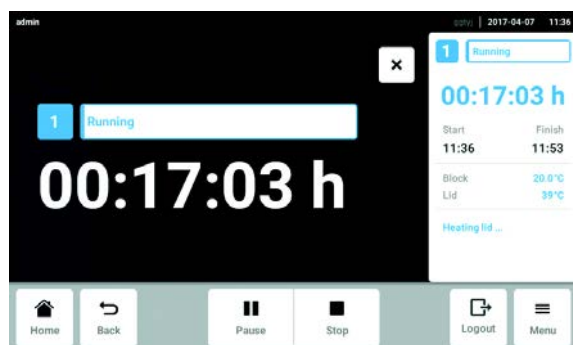 admin
2017-04-07 11:36
1 Running
00:17:03 h
1 Running
00:17:03 h
Start Finish
11:36 11:53
Block 20.0°C
Lid 39°C
Heating lid ...
Home Back Pause Stop Logout Menu